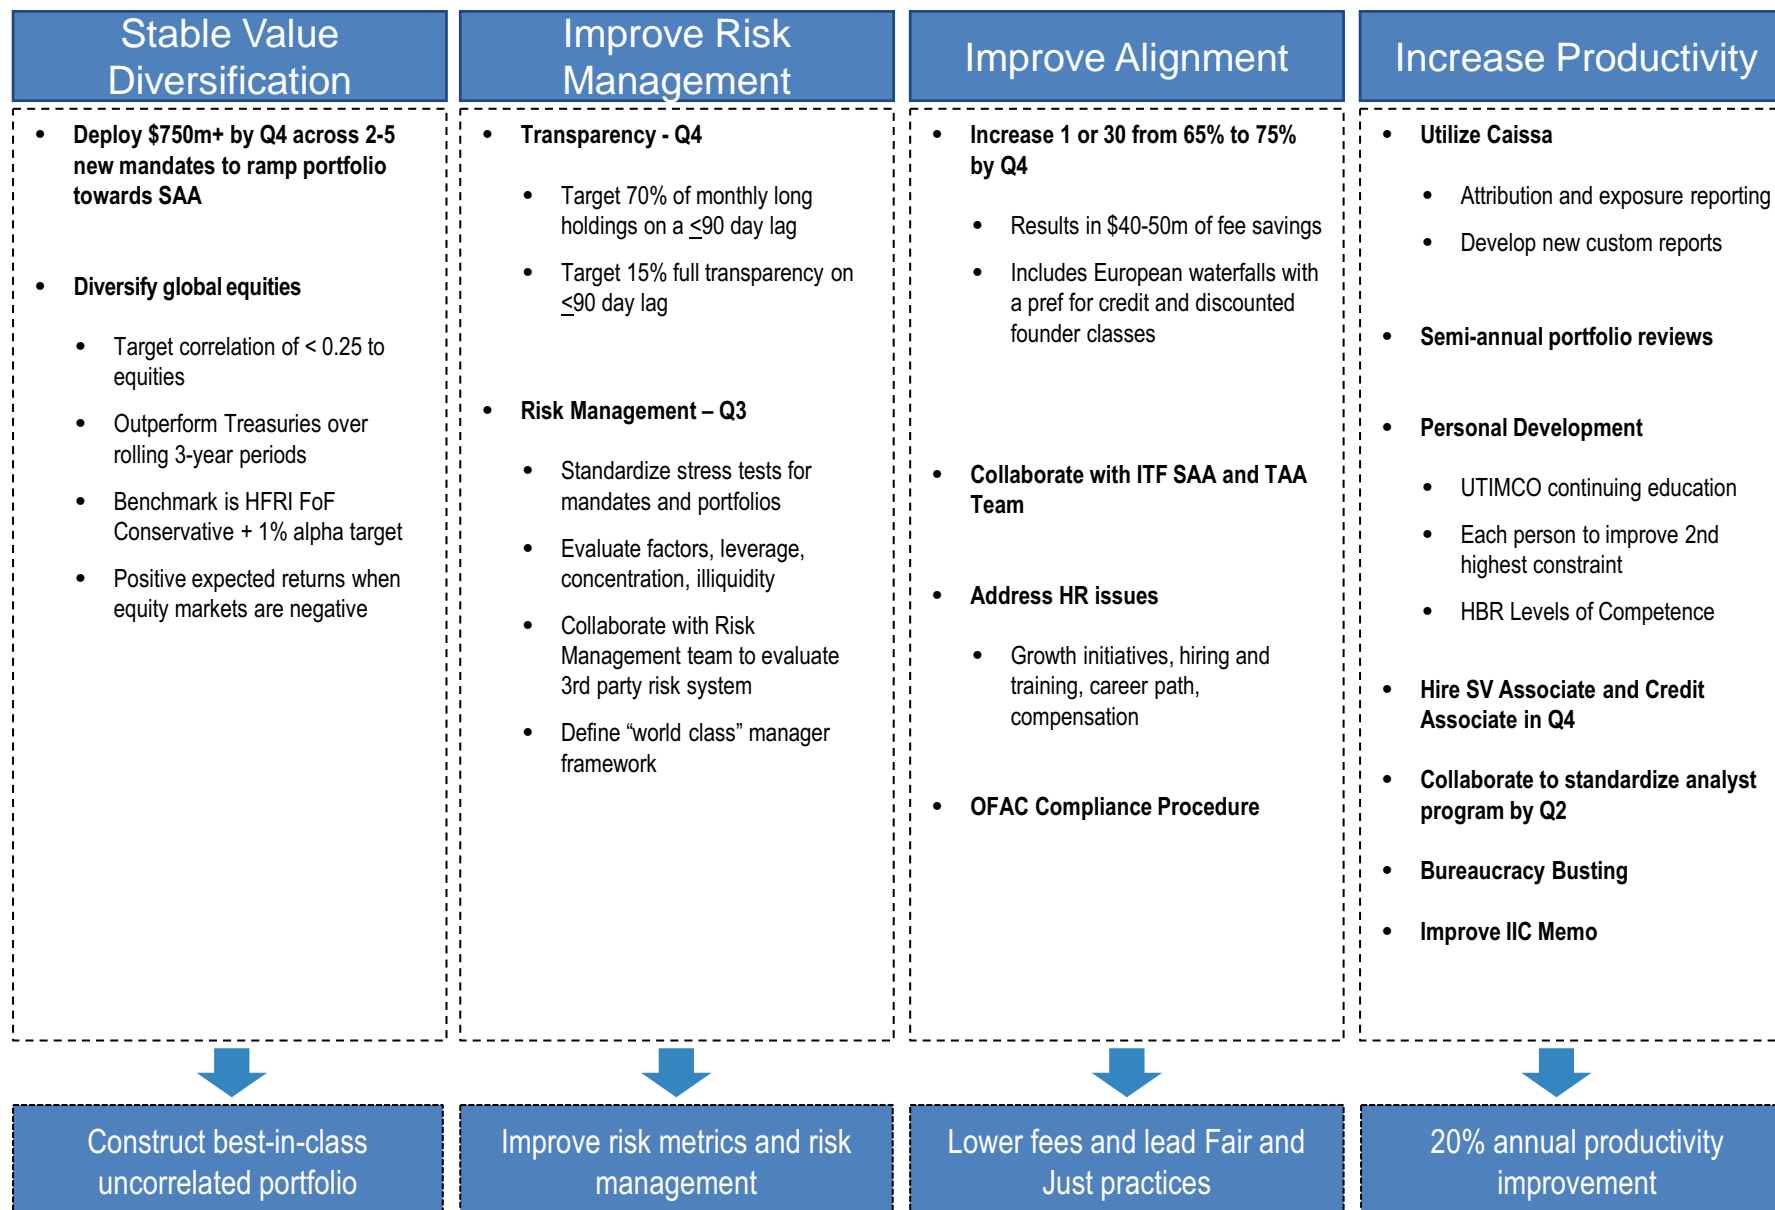 Stable Value
Diversification
• Deploy $750m+ by Q4 across 2-5
new mandates to ramp portfolio
towards SAA
• Diversify global equities
• Target correlation of < 0.25 to
equities
• Outperform Treasuries over
rolling 3-year periods
• Benchmark is HFRI FoF
Conservative + 1% alpha target
• Positive expected returns when
equity markets are negative
Construct best-in-class
uncorrelated portfolio
Improve Risk
Management
• Transparency - Q4
• Target 70% of monthly long
holdings on a <90 day lag
• Target 15% full transparency on
<90 day lag
• Risk Management – Q3
• Standardize stress tests for
mandates and portfolios
• Evaluate factors, leverage,
concentration, illiquidity
• Collaborate with Risk
Management team to evaluate
3rd party risk system
• Define “world class” manager
framework
Improve risk metrics and risk
management
Improve Alignment
• Increase 1 or 30 from 65% to 75%
by Q4
• Results in $40-50m of fee savings
• Includes European waterfalls with
a pref for credit and discounted
founder classes
• Collaborate with ITF SAA and TAA
Team
• Address HR issues
• Growth initiatives, hiring and
training, career path,
compensation
• OFAC Compliance Procedure
Lower fees and lead Fair and
Just practices
Increase Productivity
• Utilize Caissa
• Attribution and exposure reporting
• Develop new custom reports
• Semi-annual portfolio reviews
• Personal Development
• UTIMCO continuing education
• Each person to improve 2nd
highest constraint
• HBR Levels of Competence
• Hire SV Associate and Credit
Associate in Q4
• Collaborate to standardize analyst
program by Q2
• Bureaucracy Busting
• Improve IIC Memo
20% annual productivity
improvement